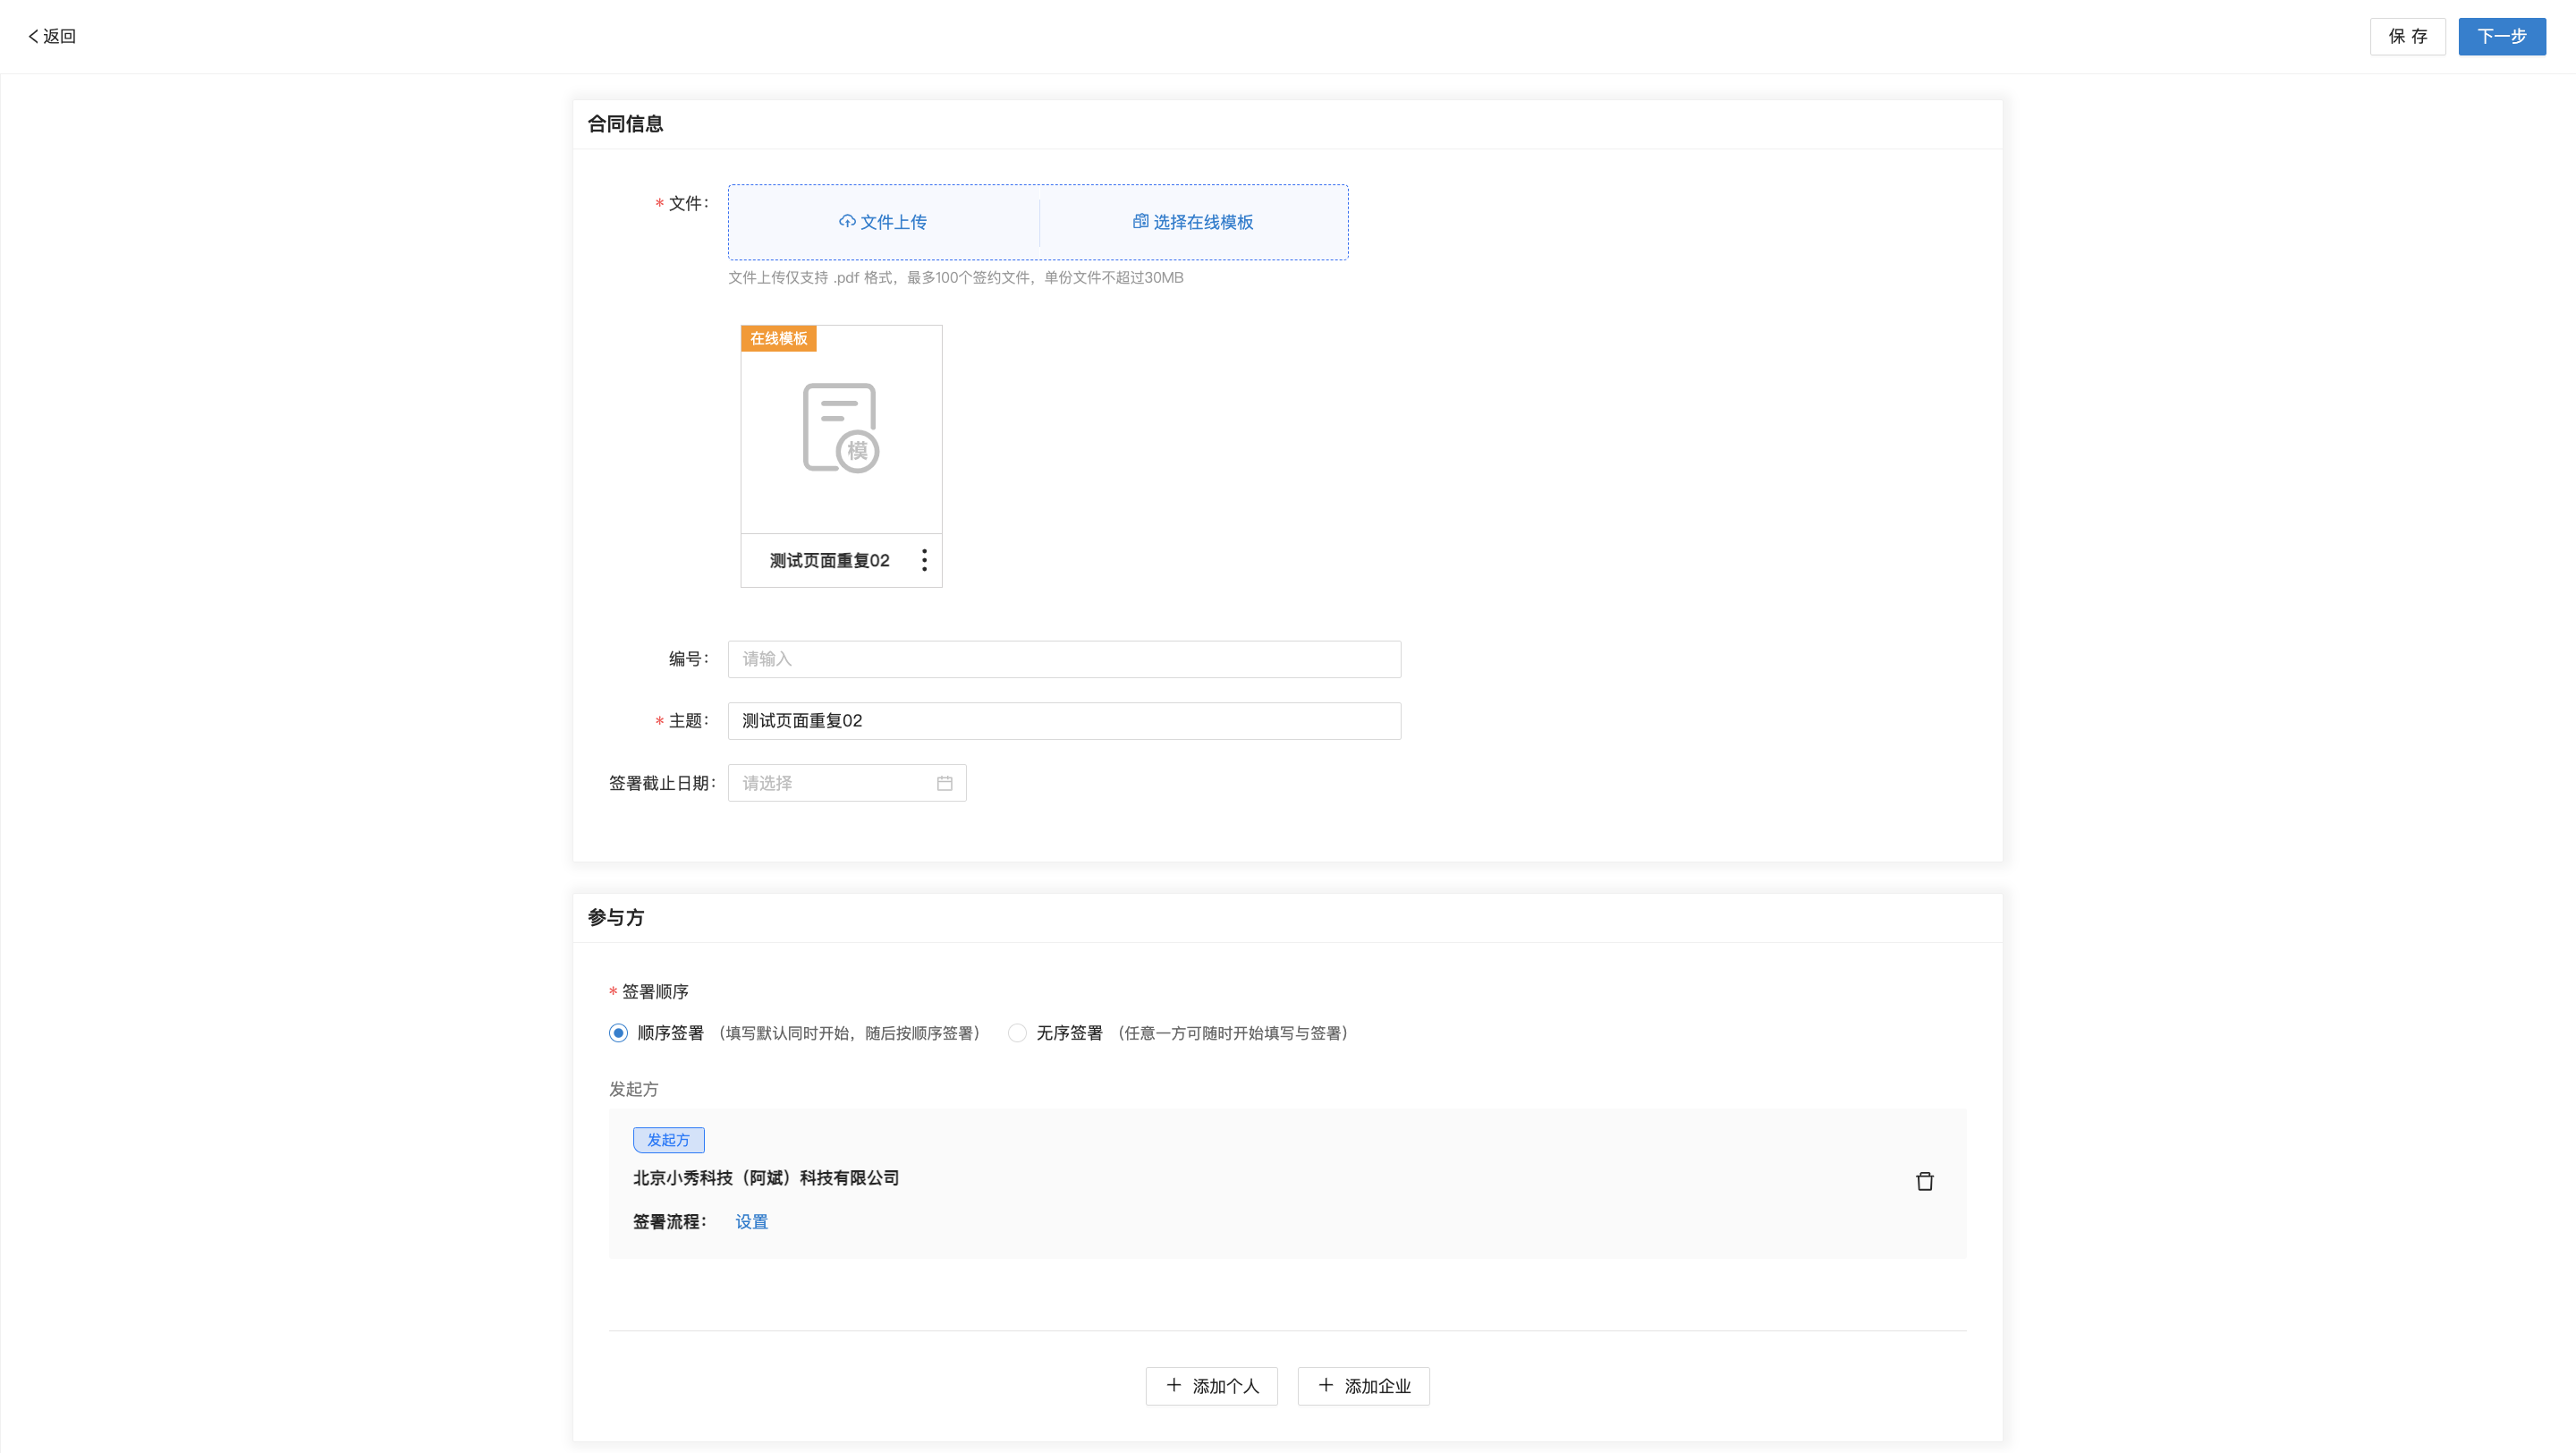 返回
保 存
下一步
合同信息
* 文件：
文件上传
选择在线模板
文件上传仅支持 .pdf 格式，最多100个签约文件，单份文件不超过30MB
在线模板
模
测试页面重复02
编号：
请输入
* 主题：
测试页面重复02
签署截止日期：
请选择
参与方
* 签署顺序
顺序签署 （填写默认同时开始，随后按顺序签署）
无序签署 （任意一方可随时开始填写与签署）
发起方
发起方
北京小秀科技（阿斌）科技有限公司
签署流程： 设置
添加个人
添加企业